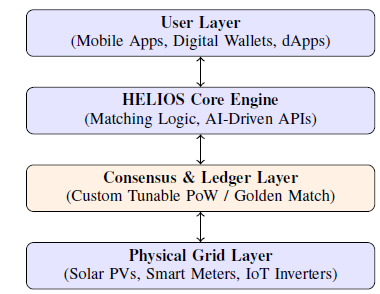 User Layer
(Mobile Apps, Digital Wallets, dApps)
HELIOS Core Engine
(Matching Logic, AI-Driven APIs)
Consensus & Ledger Layer
(Custom Tunable PoW / Golden Match)
Physical Grid Layer
(Solar PVs, Smart Meters, IoT Inverters)